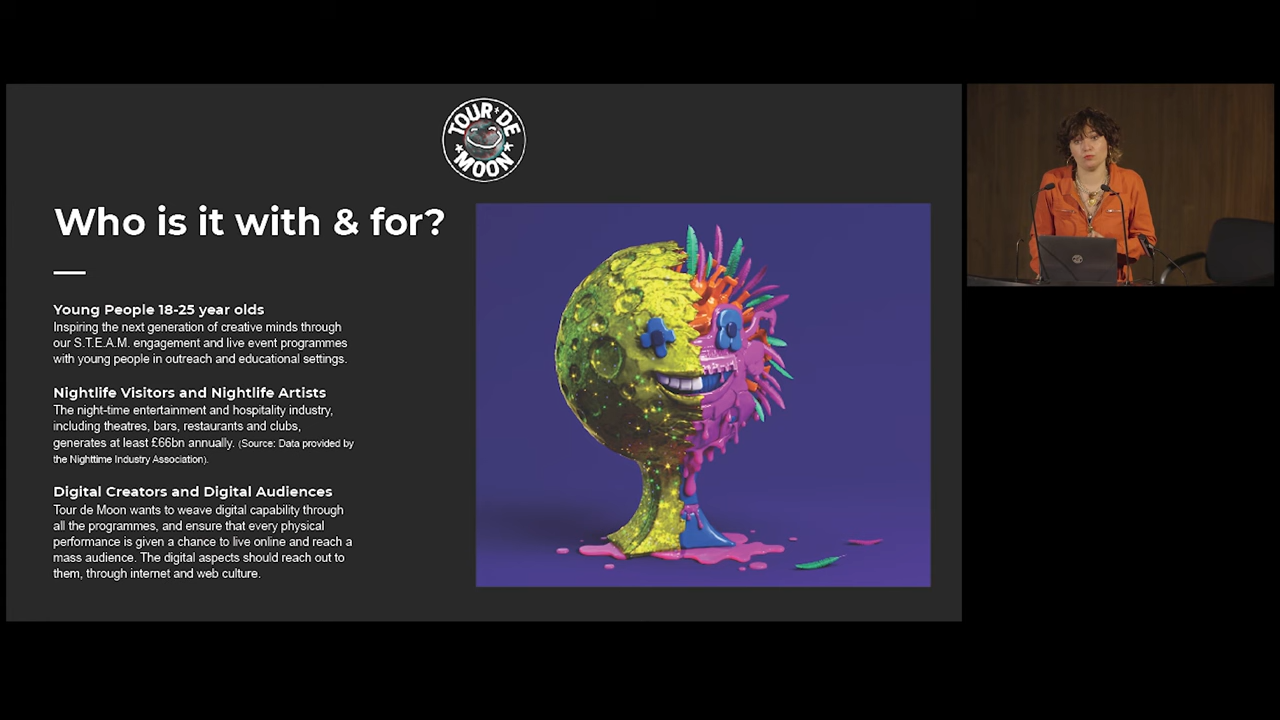 TOUR DE
MOON
Who is it with & for?
Young People 18-25 year olds
Inspiring the next generation of creative minds through
our S.T.E.A.M. engagement and live event programmes
with young people in outreach and educational settings.
Nightlife Visitors and Nightlife Artists
The night-time entertainment and hospitality industry,
including theatres, bars, restaurants and clubs,
generates at least £66bn annually. (Source: Data provided by
the Nighttime Industry Association).
Digital Creators and Digital Audiences
Tour de Moon wants to weave digital capability through
all the programmes, and ensure that every physical
performance is given a chance to live online and reach a
mass audience. The digital aspects should reach out to
them, through internet and web culture.